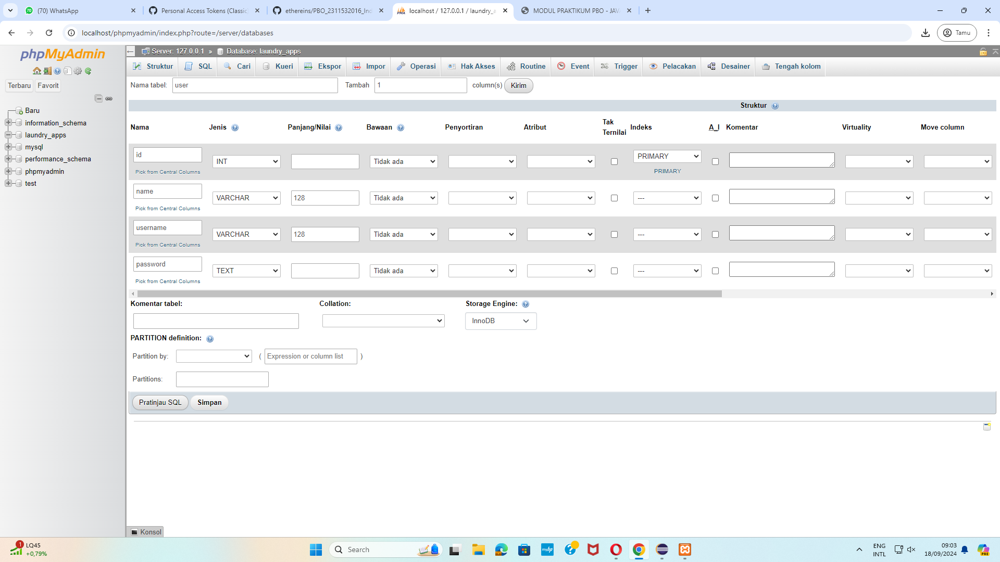 (70) WhatsApp
Personal Access Tokens (Classic
ethereins/PBO_2311532016_Ind
localhost / 127.0.0.1 / laundry_a
MODUL PRAKTIKUM PBO - JAV
localhost/phpmyadmin/index.php?route=/server/databases
Tamu
phpMyAdmin
Terbaru
Favorit
Baru
information_schema
laundry_apps
mysql
performance_schema
phpmyadmin
test
Server: 127.0.0.1 » Database: laundry_apps
Struktur SQL Cari Kueri Ekspor Impor Operasi Hak Akses Routine Event Trigger Pelacakan Desainer Tengah kolom
Nama tabel: user Tambah 1 column(s) Kirim
Struktur
Nama Jenis Panjang/Nilai Bawaan Penyortiran Atribut Tak Ternilai Indeks A_I Komentar Virtuality Move column
id INT Tidak ada PRIMARY
Pick from Central Columns PRIMARY
name VARCHAR 128 Tidak ada ---
Pick from Central Columns
username VARCHAR 128 Tidak ada ---
Pick from Central Columns
password TEXT Tidak ada ---
Pick from Central Columns
Komentar tabel: Collation: Storage Engine:
InnoDB
PARTITION definition:
Partition by: ( Expression or column list )
Partitions:
Pratinjau SQL Simpan
Konsol
1
LQ45
+0,79%
Search
myhp
ENG
INTL
09:03
18/09/2024
PRE